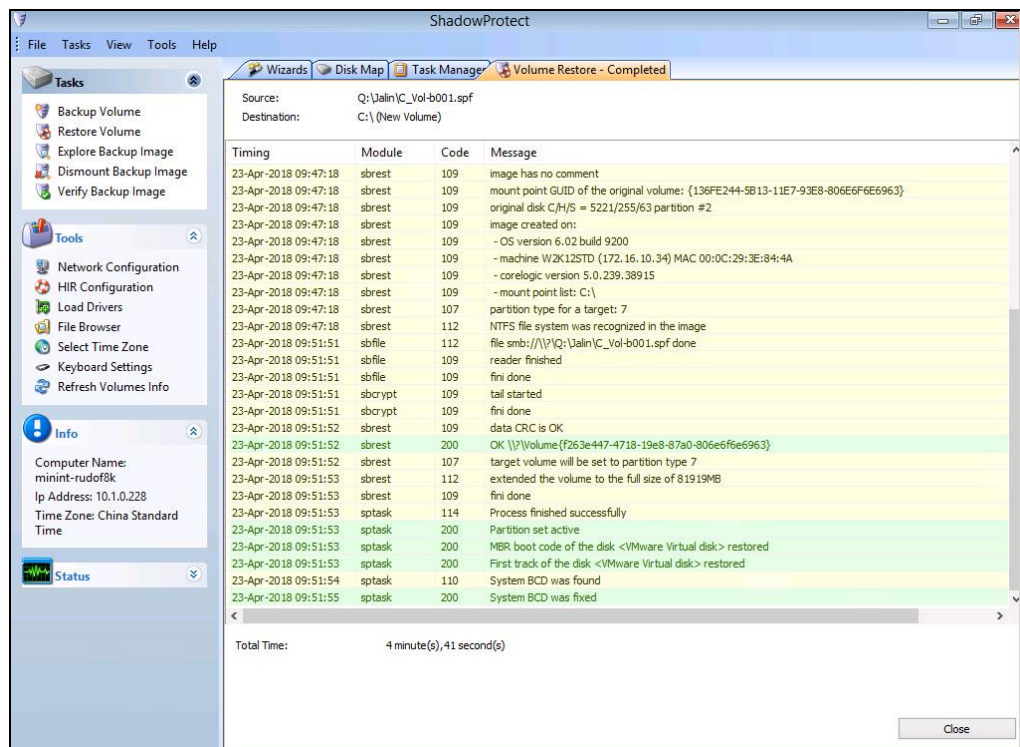 ShadowProtect
File Tasks View Tools Help
Tasks
Backup Volume
Restore Volume
Explore Backup Image
Dismount Backup Image
Verify Backup Image
Tools
Network Configuration
HIR Configuration
Load Drivers
File Browser
Select Time Zone
Keyboard Settings
Refresh Volumes Info
Info
Computer Name:
minint-rudof8k
Ip Address: 10.1.0.228
Time Zone: China Standard
Time
Status
Wizards Disk Map Task Manager Volume Restore - Completed
Source: Q:\Jalin\C_Vol-b001.spf
Destination: C:\ (New Volume)
Timing Module Code Message
23-Apr-2018 09:47:18 sbrest 109 image has no comment
23-Apr-2018 09:47:18 sbrest 109 mount point GUID of the original volume: {136FE244-5B13-11E7-93E8-806E6F6E6963}
23-Apr-2018 09:47:18 sbrest 109 original disk C/H/S = 5221/255/63 partition #2
23-Apr-2018 09:47:18 sbrest 109 image created on:
23-Apr-2018 09:47:18 sbrest 109 - OS version 6.02 build 9200
23-Apr-2018 09:47:18 sbrest 109 - machine W2K12STD (172.16.10.34) MAC 00:0C:29:3E:84:4A
23-Apr-2018 09:47:18 sbrest 109 - corelogic version 5.0.239.38915
23-Apr-2018 09:47:18 sbrest 109 - mount point list: C:\
23-Apr-2018 09:47:18 sbrest 107 partition type for a target: 7
23-Apr-2018 09:47:18 sbrest 112 NTFS file system was recognized in the image
23-Apr-2018 09:51:51 sbfile 112 file smb://\\?\Q:\Jalin\C_Vol-b001.spf done
23-Apr-2018 09:51:51 sbfile 109 reader finished
23-Apr-2018 09:51:51 sbfile 109 fini done
23-Apr-2018 09:51:51 sbcrypt 109 tail started
23-Apr-2018 09:51:51 sbcrypt 109 fini done
23-Apr-2018 09:51:52 sbrest 109 data CRC is OK
23-Apr-2018 09:51:52 sbrest 200 OK \\?\Volume{f263e447-4718-19e8-87a0-806e6f6e6963}
23-Apr-2018 09:51:52 sbrest 107 target volume will be set to partition type 7
23-Apr-2018 09:51:53 sbrest 112 extended the volume to the full size of 81919MB
23-Apr-2018 09:51:53 sbrest 109 fini done
23-Apr-2018 09:51:53 sptask 114 Process finished successfully
23-Apr-2018 09:51:53 sptask 200 Partition set active
23-Apr-2018 09:51:53 sptask 200 MBR boot code of the disk <VMware Virtual disk> restored
23-Apr-2018 09:51:53 sptask 200 First track of the disk <VMware Virtual disk> restored
23-Apr-2018 09:51:54 sptask 110 System BCD was found
23-Apr-2018 09:51:55 sptask 200 System BCD was fixed
Total Time: 4 minute(s),41 second(s)
Close